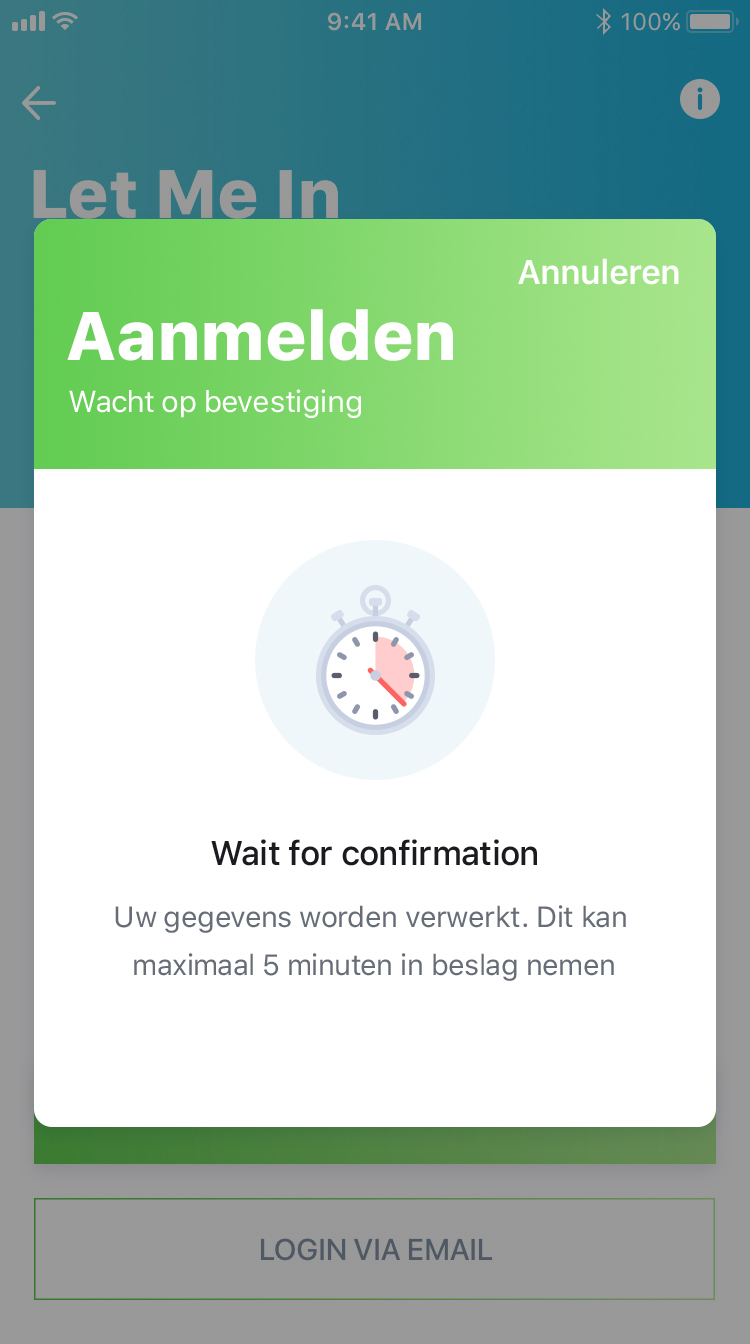 9:41 AM
100%
Let Me In
Annuleren
Aanmelden
Wacht op bevestiging
Wait for confirmation
Uw gegevens worden verwerkt. Dit kan
maximaal 5 minuten in beslag nemen
LOGIN VIA EMAIL